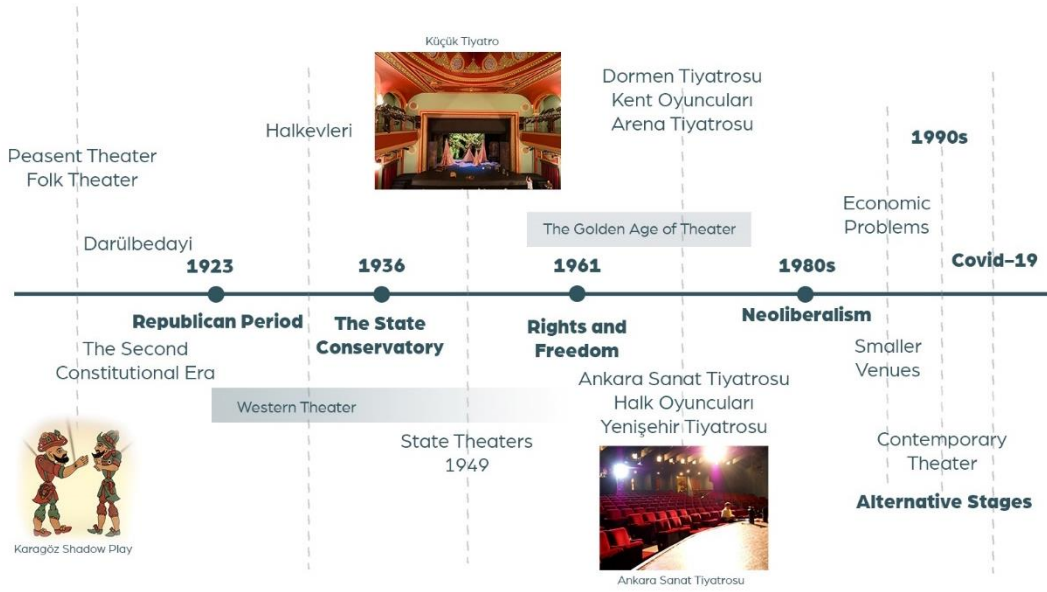 Küçük Tiyatro
Dormen Tiyatrosu
Kent Oyuncuları
Arena Tiyatrosu
Halkevleri
1990s
Peasent Theater
Folk Theater
Economic
Problems
The Golden Age of Theater
Darülbedayi
Covid-19
1923
1936
1961
1980s
Republican Period
The State
Conservatory
Rights and
Freedom
Neoliberalism
The Second
Constitutional Era
Smaller
Venues
Ankara Sanat Tiyatrosu
Halk Oyuncuları
Yenişehir Tiyatrosu
Western Theater
State Theaters
1949
Contemporary
Theater
Alternative Stages
Karagöz Shadow Play
Ankara Sanat Tiyatrosu